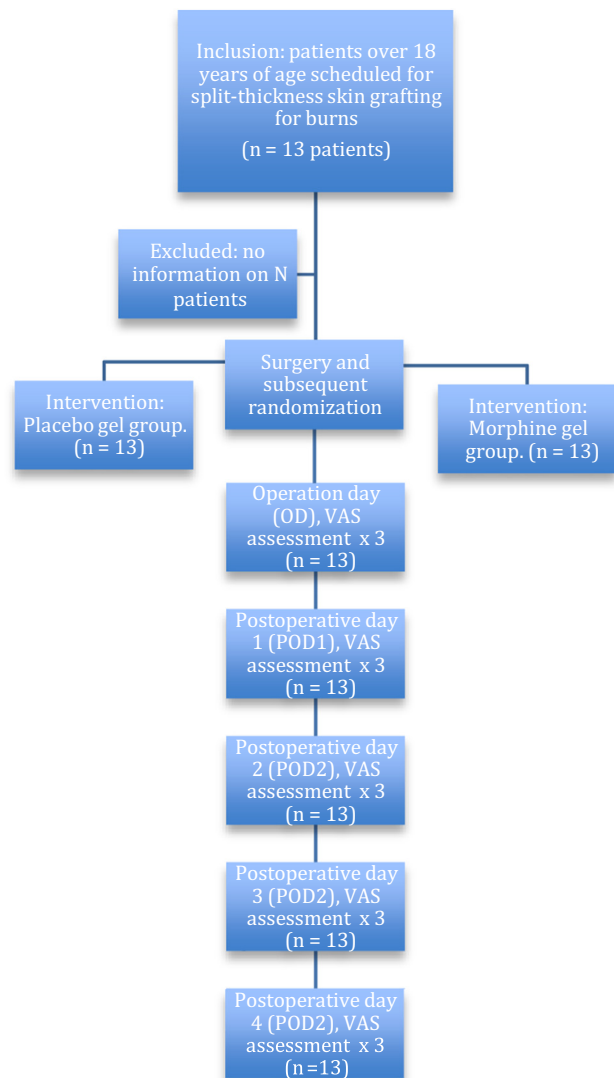 Inclusion: patients over 18
years of age scheduled for
split-thickness skin grafting
for burns
(n = 13 patients)
Excluded: no
information on N
patients
Surgery and
subsequent
randomization
Intervention:
Placebo gel group.
(n = 13)
Intervention:
Morphine gel
group. (n = 13)
Operation day
(OD), VAS
assessment x 3
(n = 13)
Postoperative day
1 (POD1), VAS
assessment x 3
(n = 13)
Postoperative day
2 (POD2), VAS
assessment x 3
(n = 13)
Postoperative day
3 (POD2), VAS
assessment x 3
(n = 13)
Postoperative day
4 (POD2), VAS
assessment x 3
(n =13)